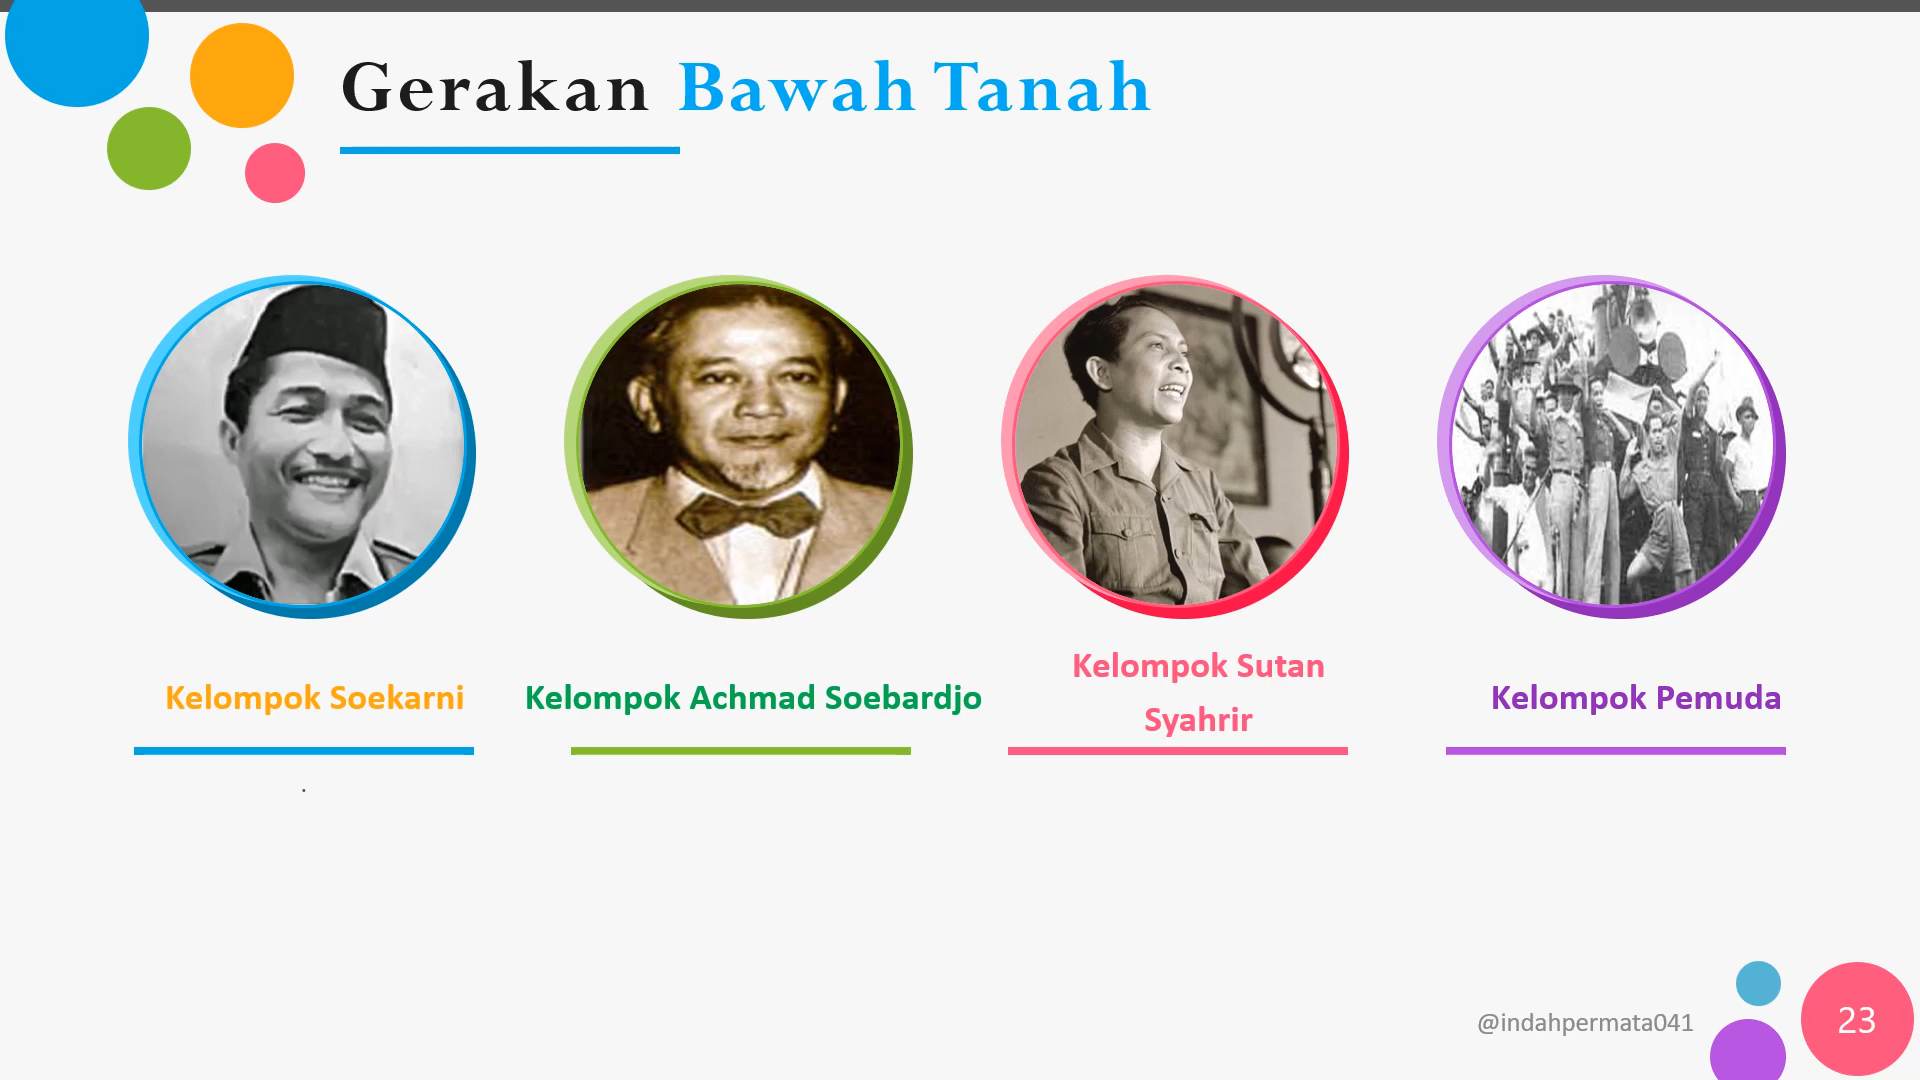 Gerakan Bawah Tanah
Kelompok Soekarni
Kelompok Achmad Soebardjo
Kelompok Sutan
Syahrir
Kelompok Pemuda
.
@indahpermata041
23